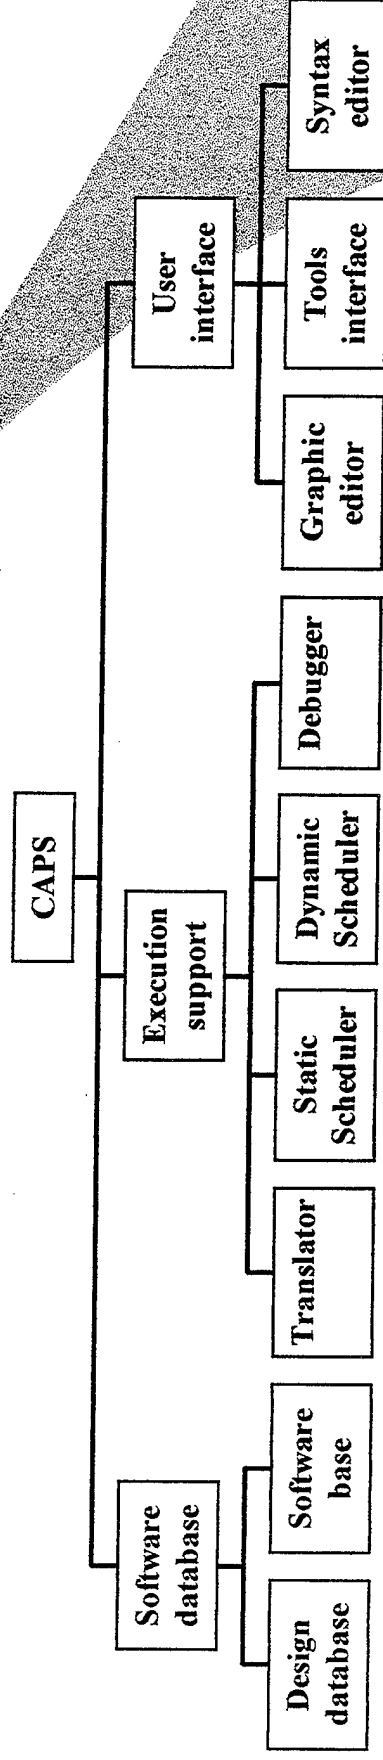 CAPS
Software
database
Execution
support
User
interface
Design
database
Software
base
Translator
Static
Scheduler
Dynamic
Scheduler
Debugger
Graphic
editor
Tools
interface
Syntax
editor